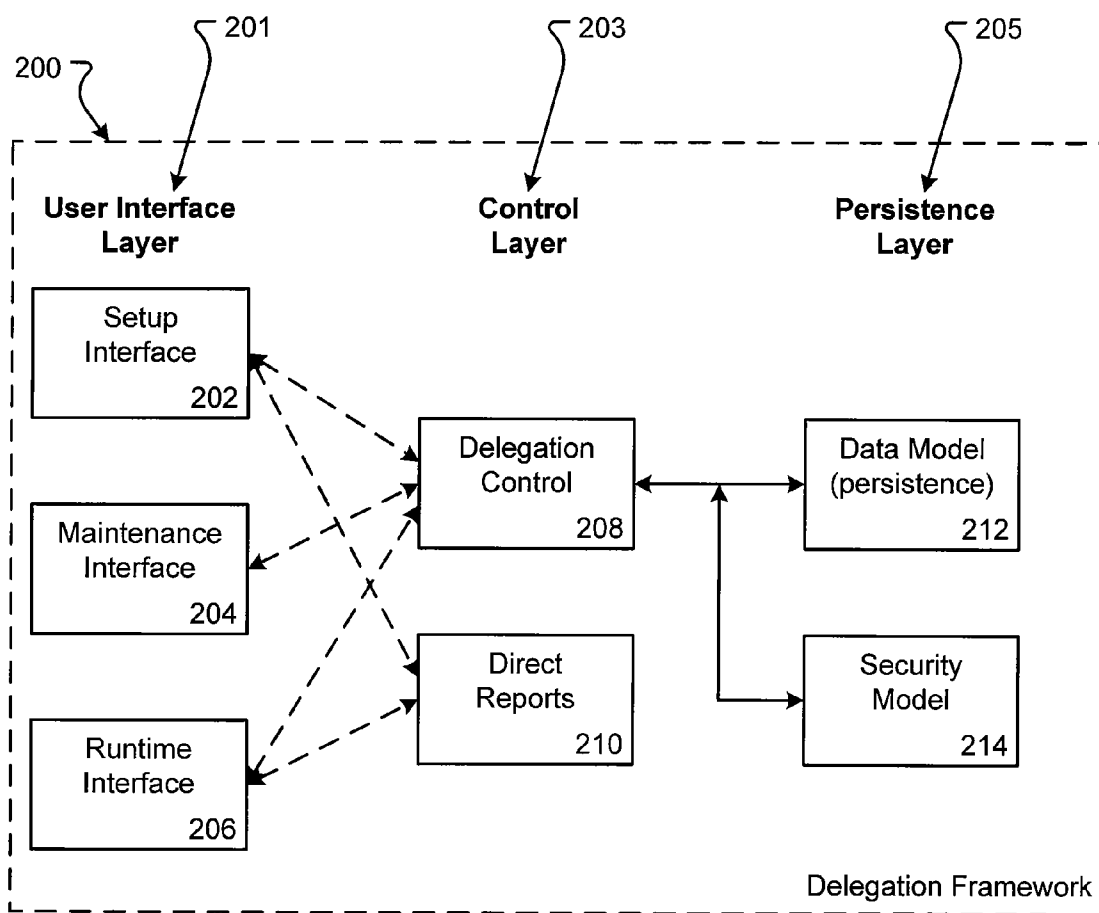 201
203
205
200
User Interface
Layer
Control
Layer
Persistence
Layer
Setup
Interface
202
Delegation
Control
208
Data Model
(persistence)
212
Maintenance
Interface
204
Direct
Reports
210
Security
Model
214
Runtime
Interface
206
Delegation Framework